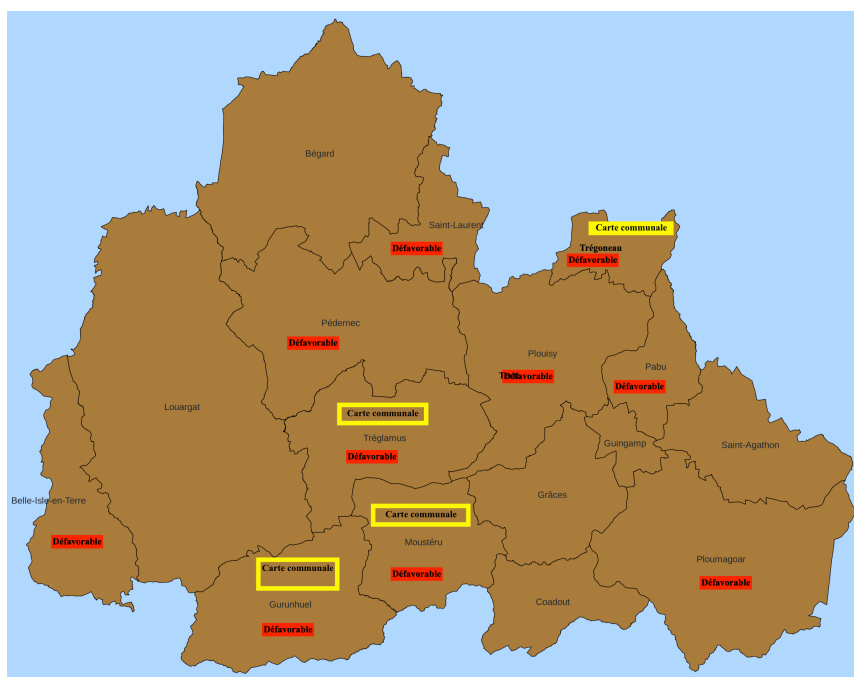 Bégard
Saint-Laurent
Carte communale
Défavorable
Trégoneau
Défavorable
Pédernec
Défavorable
Plouisy
Défavorable
Pabu
Défavorable
Louargat
Carte communale
Tréglamus
Défavorable
Guingamp
Saint-Agathon
Belle-Isle-en-Terre
Défavorable
Grâces
Carte communale
Moustéru
Défavorable
Ploumagoar
Défavorable
Carte communale
Gurunhuel
Défavorable
Coadout